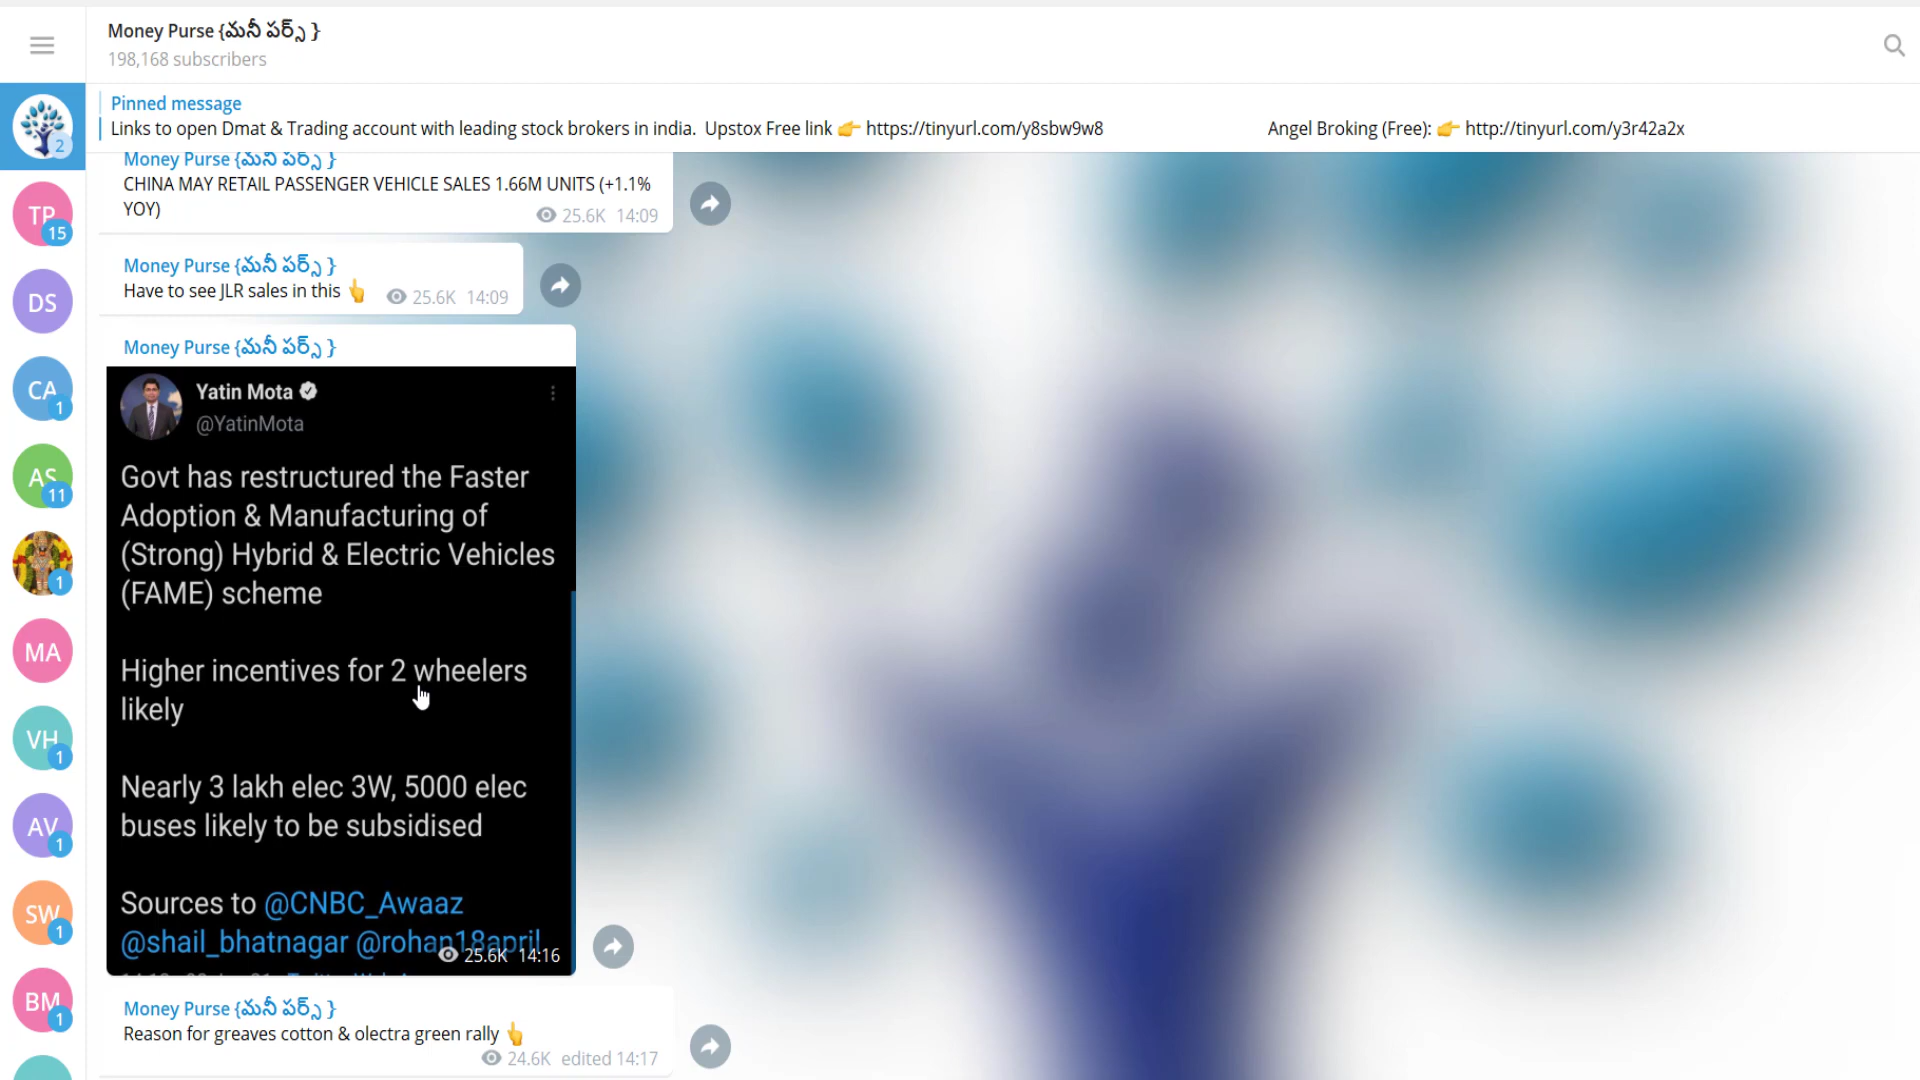 Money Purse {మనీ పర్స్ }
198,168 subscribers
Pinned message
Links to open Dmat & Trading account with leading stock brokers in india. Upstox Free link 👉 https://tinyurl.com/y8sbw9w8 Angel Broking (Free): 👉 http://tinyurl.com/y3r42a2x
2
TP
15
DS
CA
1
AS
11
1
MA
VH
1
AV
1
SW
1
BM
1
Money Purse {మనీ పర్స్ }
CHINA MAY RETAIL PASSENGER VEHICLE SALES 1.66M UNITS (+1.1%
YOY)
25.6K 14:09
Money Purse {మనీ పర్స్ }
Have to see JLR sales in this 👆 25.6K 14:09
Money Purse {మనీ పర్స్ }
Yatin Mota
@YatinMota
Govt has restructured the Faster
Adoption & Manufacturing of
(Strong) Hybrid & Electric Vehicles
(FAME) scheme
Higher incentives for 2 wheelers
likely
Nearly 3 lakh elec 3W, 5000 elec
buses likely to be subsidised
Sources to @CNBC_Awaaz
@shail_bhatnagar @rohan18april
25.6K 14:16
Money Purse {మనీ పర్స్ }
Reason for greaves cotton & olectra green rally 👆
24.6K edited 14:17